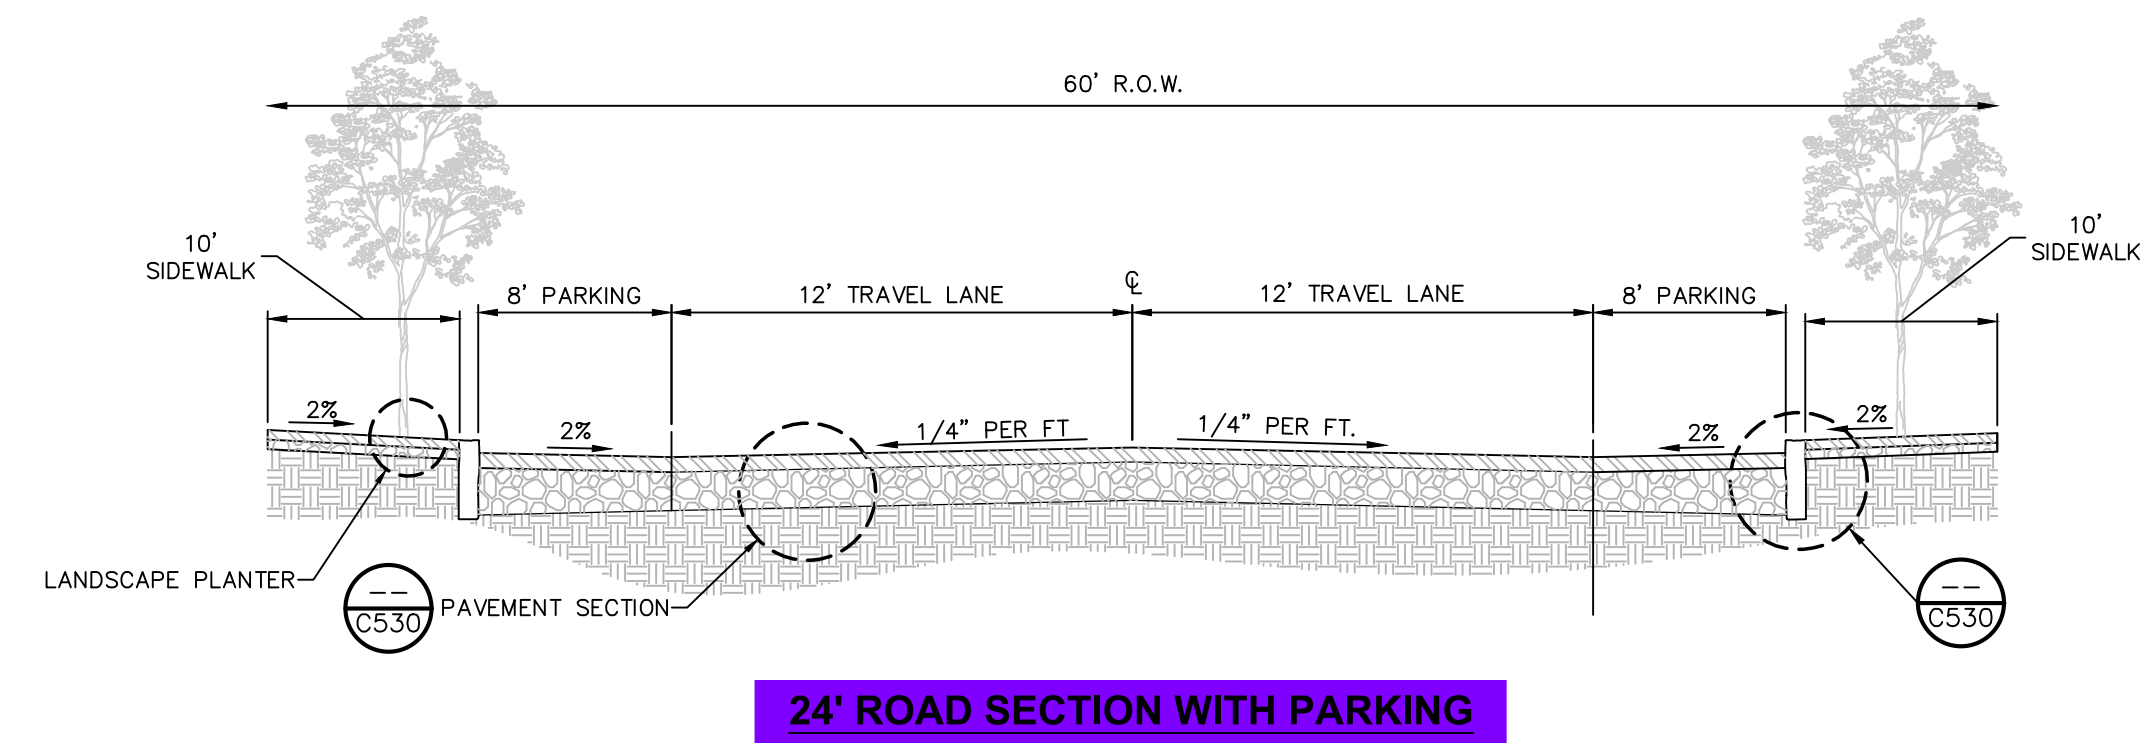 60' R.O.W.
10'
SIDEWALK
10'
SIDEWALK
8' PARKING
12' TRAVEL LANE
℄
12' TRAVEL LANE
8' PARKING
2%
2%
1/4" PER FT
1/4" PER FT.
2%
2%
LANDSCAPE PLANTER
--
C530
PAVEMENT SECTION
--
C530
24' ROAD SECTION WITH PARKING